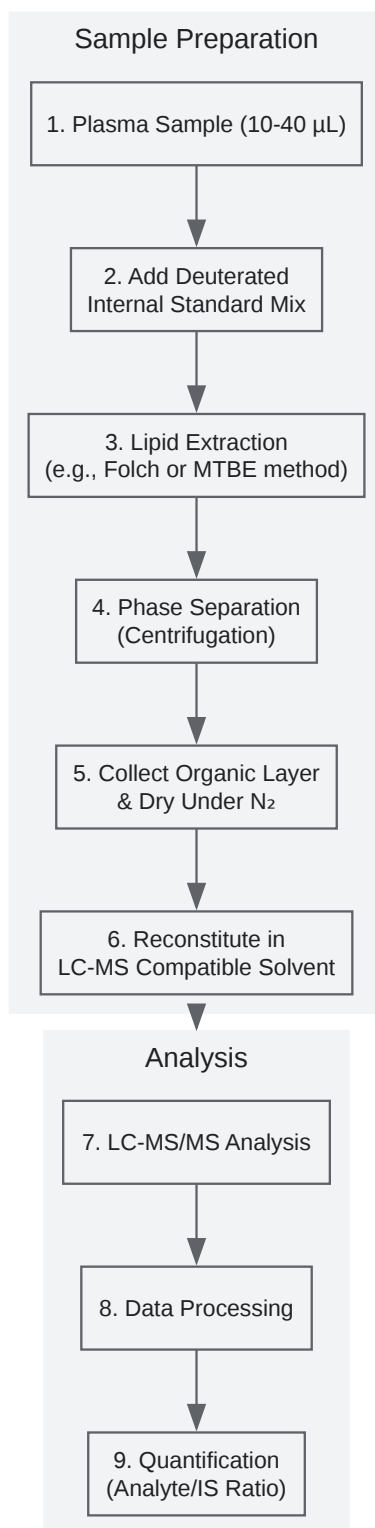 Sample Preparation
1. Plasma Sample (10-40 µL)
2. Add Deuterated
Internal Standard Mix
3. Lipid Extraction
(e.g., Folch or MTBE method)
4. Phase Separation
(Centrifugation)
5. Collect Organic Layer
& Dry Under N₂
6. Reconstitute in
LC-MS Compatible Solvent
Analysis
7. LC-MS/MS Analysis
8. Data Processing
9. Quantification
(Analyte/IS Ratio)